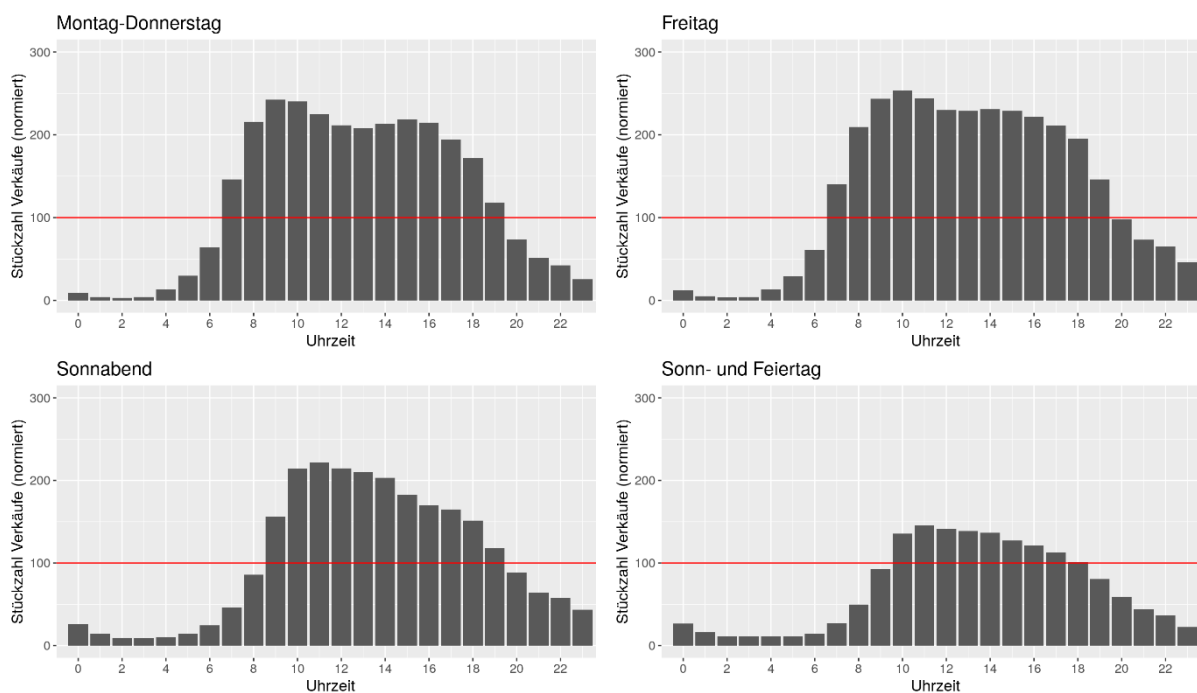 Montag-Donnerstag
Stückzahl Verkäufe (normiert)
300
200
100
0
0 2 4 6 8 10 12 14 16 18 20 22
Uhrzeit
Freitag
Stückzahl Verkäufe (normiert)
300
200
100
0
0 2 4 6 8 10 12 14 16 18 20 22
Uhrzeit
Sonnabend
Stückzahl Verkäufe (normiert)
300
200
100
0
0 2 4 6 8 10 12 14 16 18 20 22
Uhrzeit
Sonn- und Feiertag
Stückzahl Verkäufe (normiert)
300
200
100
0
0 2 4 6 8 10 12 14 16 18 20 22
Uhrzeit